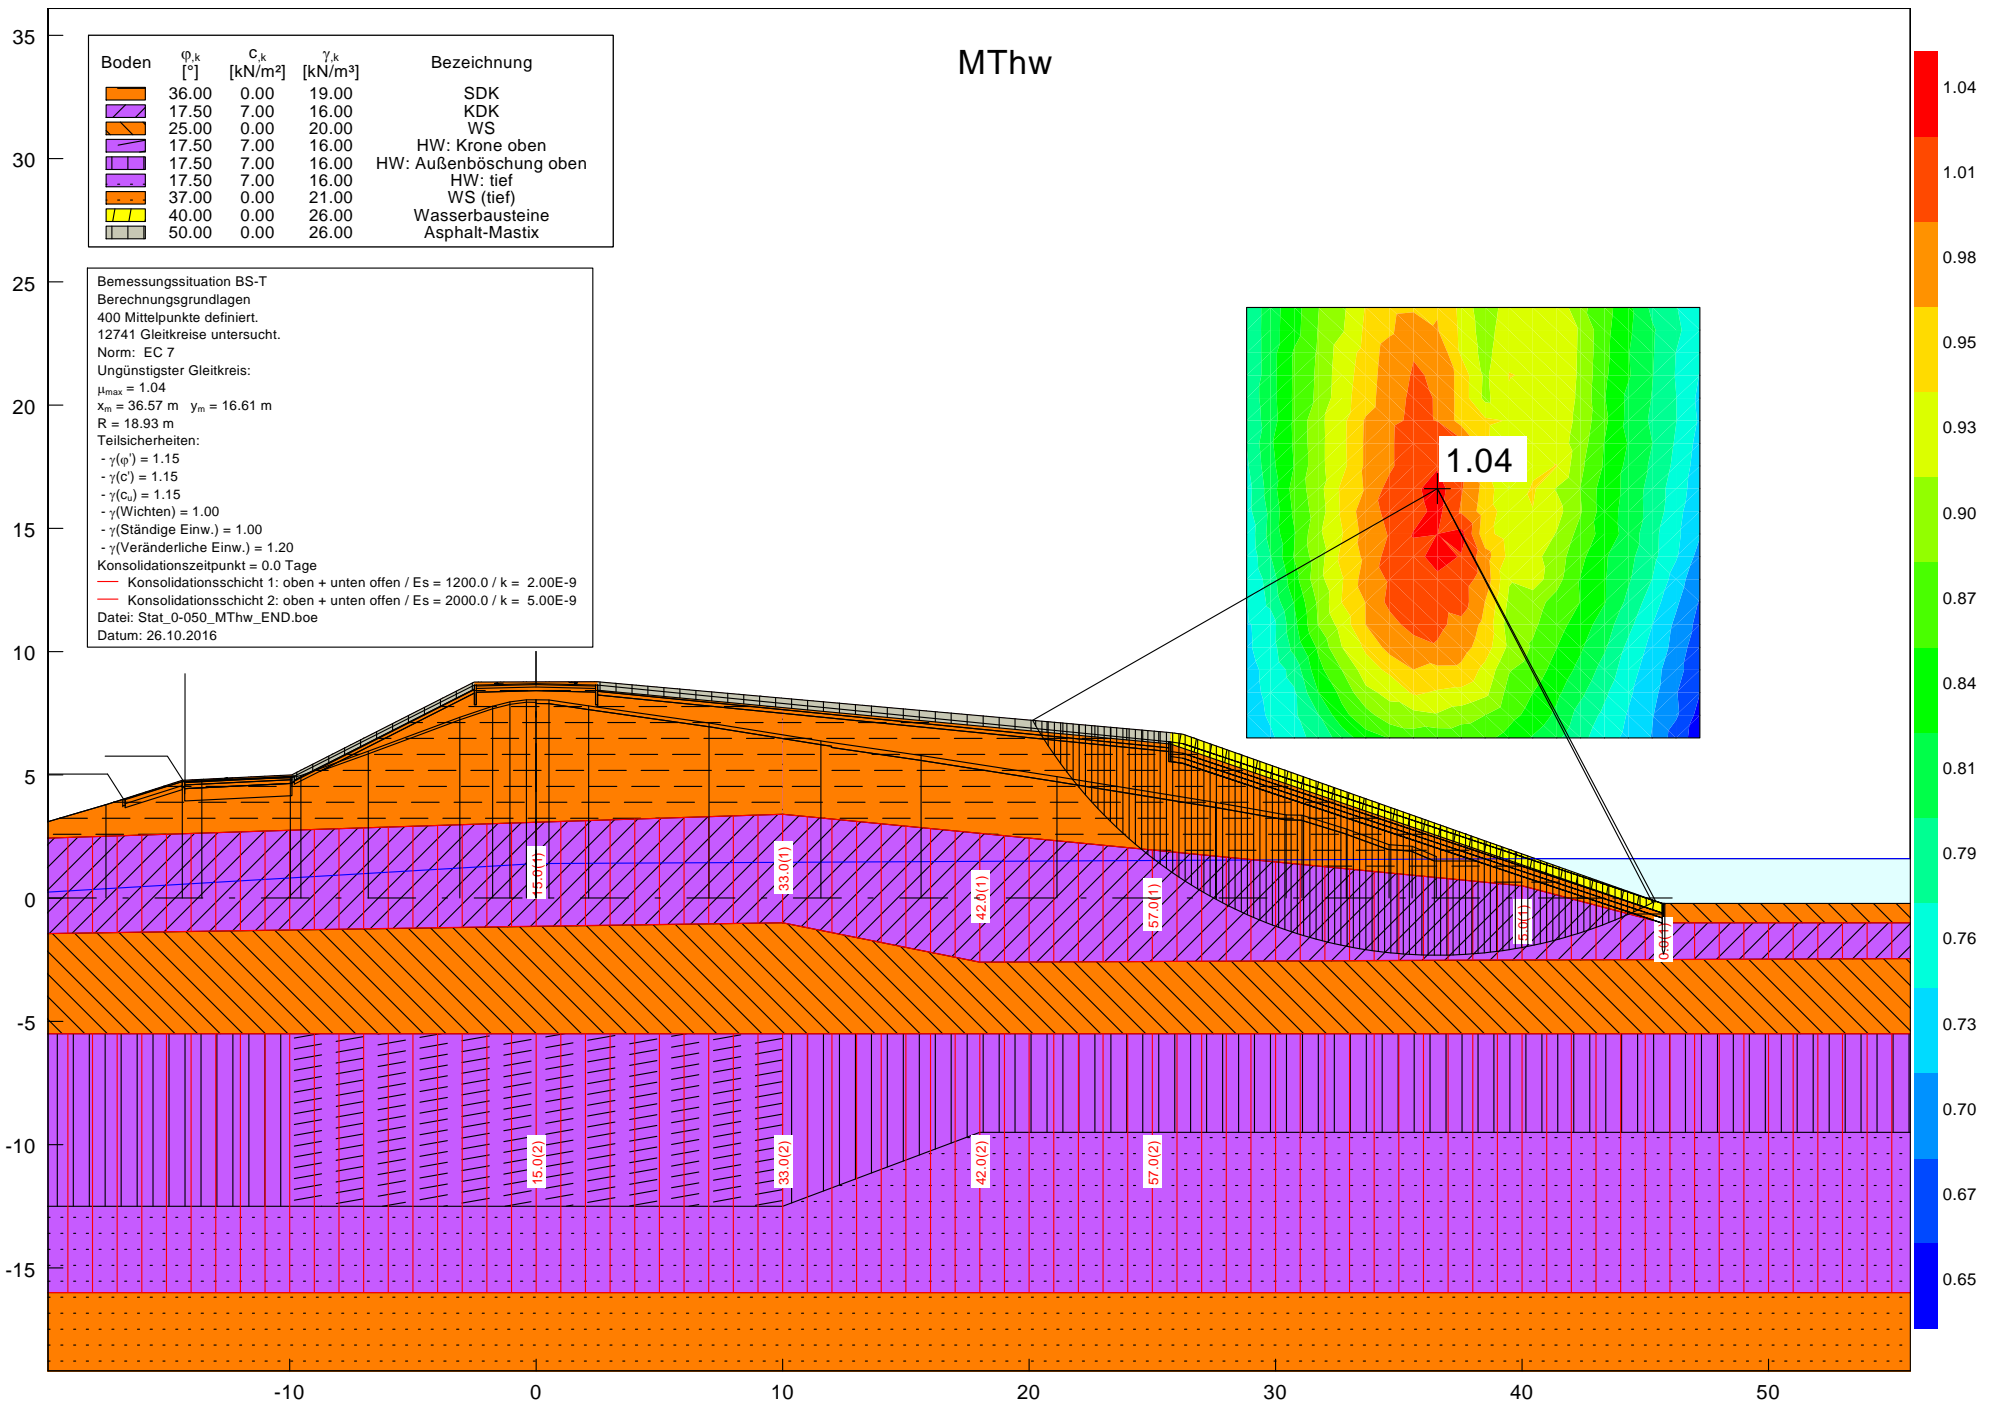 MThw
Boden φ,k [°] c,k [kN/m²] γ,k [kN/m³] Bezeichnung
36.00 0.00 19.00 SDK
17.50 7.00 16.00 KDK
25.00 0.00 20.00 WS
17.50 7.00 16.00 HW: Krone oben
17.50 7.00 16.00 HW: Außenböschung oben
17.50 7.00 16.00 HW: tief
37.00 0.00 21.00 WS (tief)
40.00 0.00 26.00 Wasserbausteine
50.00 0.00 26.00 Asphalt-Mastix
Bemessungssituation BS-T
Berechnungsgrundlagen
400 Mittelpunkte definiert.
12741 Gleitkreise untersucht.
Norm: EC 7
Ungünstigster Gleitkreis:
μmax = 1.04
xm = 36.57 m ym = 16.61 m
R = 18.93 m
Teilsicherheiten:
- γ(φ') = 1.15
- γ(c') = 1.15
- γ(cu) = 1.15
- γ(Wichten) = 1.00
- γ(Ständige Einw.) = 1.00
- γ(Veränderliche Einw.) = 1.20
Konsolidationszeitpunkt = 0.0 Tage
Konsolidationsschicht 1: oben + unten offen / Es = 1200.0 / k = 2.00E-9
Konsolidationsschicht 2: oben + unten offen / Es = 2000.0 / k = 5.00E-9
Datei: Stat_0-050_MThw_END.boe
Datum: 26.10.2016
1.04
35
30
25
20
15
10
5
0
-5
-10
-15
-10 0 10 20 30 40 50
15.0(1)
33.0(1)
42.0(1)
57.0(1)
5.0(1)
0.0(1)
15.0(2)
33.0(2)
42.0(2)
57.0(2)
1.04
1.01
0.98
0.95
0.93
0.90
0.87
0.84
0.81
0.79
0.76
0.73
0.70
0.67
0.65